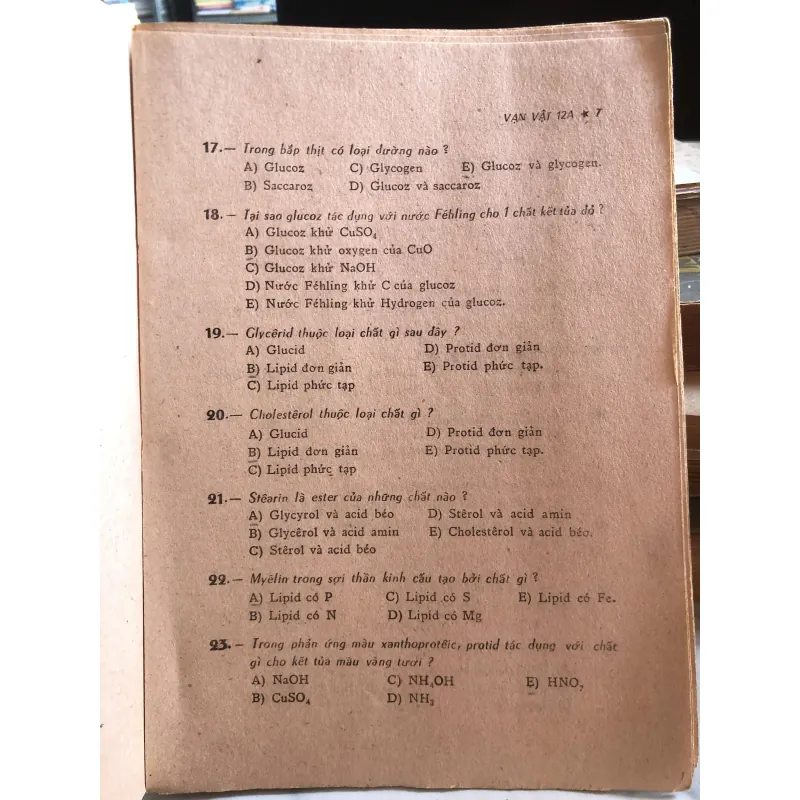 VẠN VẬT 12A ★ 7
17.— Trong bắp thịt có loại đường nào ?
A) Glucoz C) Glycogen E) Glucoz và glycogen.
B) Saccaroz D) Glucoz và saccaroz
18.— Tại sao glucoz tác dụng với nước Féhling cho 1 chất kết tủa đỏ ?
A) Glucoz khử CuSO₄
B) Glucoz khử oxygen của CuO
C) Glucoz khử NaOH
D) Nước Féhling khử C của glucoz
E) Nước Féhling khử Hydrogen của glucoz.
19.— Glycêrid thuộc loại chất gì sau đây ?
A) Glucid D) Protid đơn giản
B) Lipid đơn giản E) Protid phức tạp.
C) Lipid phức tạp
20.— Cholestêrol thuộc loại chất gì ?
A) Glucid D) Protid đơn giản
B) Lipid đơn giản E) Protid phức tạp.
C) Lipid phức tạp
21.— Stêarin là ester của những chất nào ?
A) Glycyrol và acid béo D) Stêrol và acid amin
B) Glycêrol và acid amin E) Cholestêrol và acid béo.
C) Stêrol và acid béo
22.— Myêlin trong sợi thần kinh cấu tạo bởi chất gì ?
A) Lipid có P C) Lipid có S E) Lipid có Fe.
B) Lipid có N D) Lipid có Mg
23.— Trong phản ứng màu xanthoprotêic, protid tác dụng với chất
gì cho kết tủa màu vàng tươi ?
A) NaOH C) NH₄OH E) HNO₂
B) CuSO₄ D) NH₃